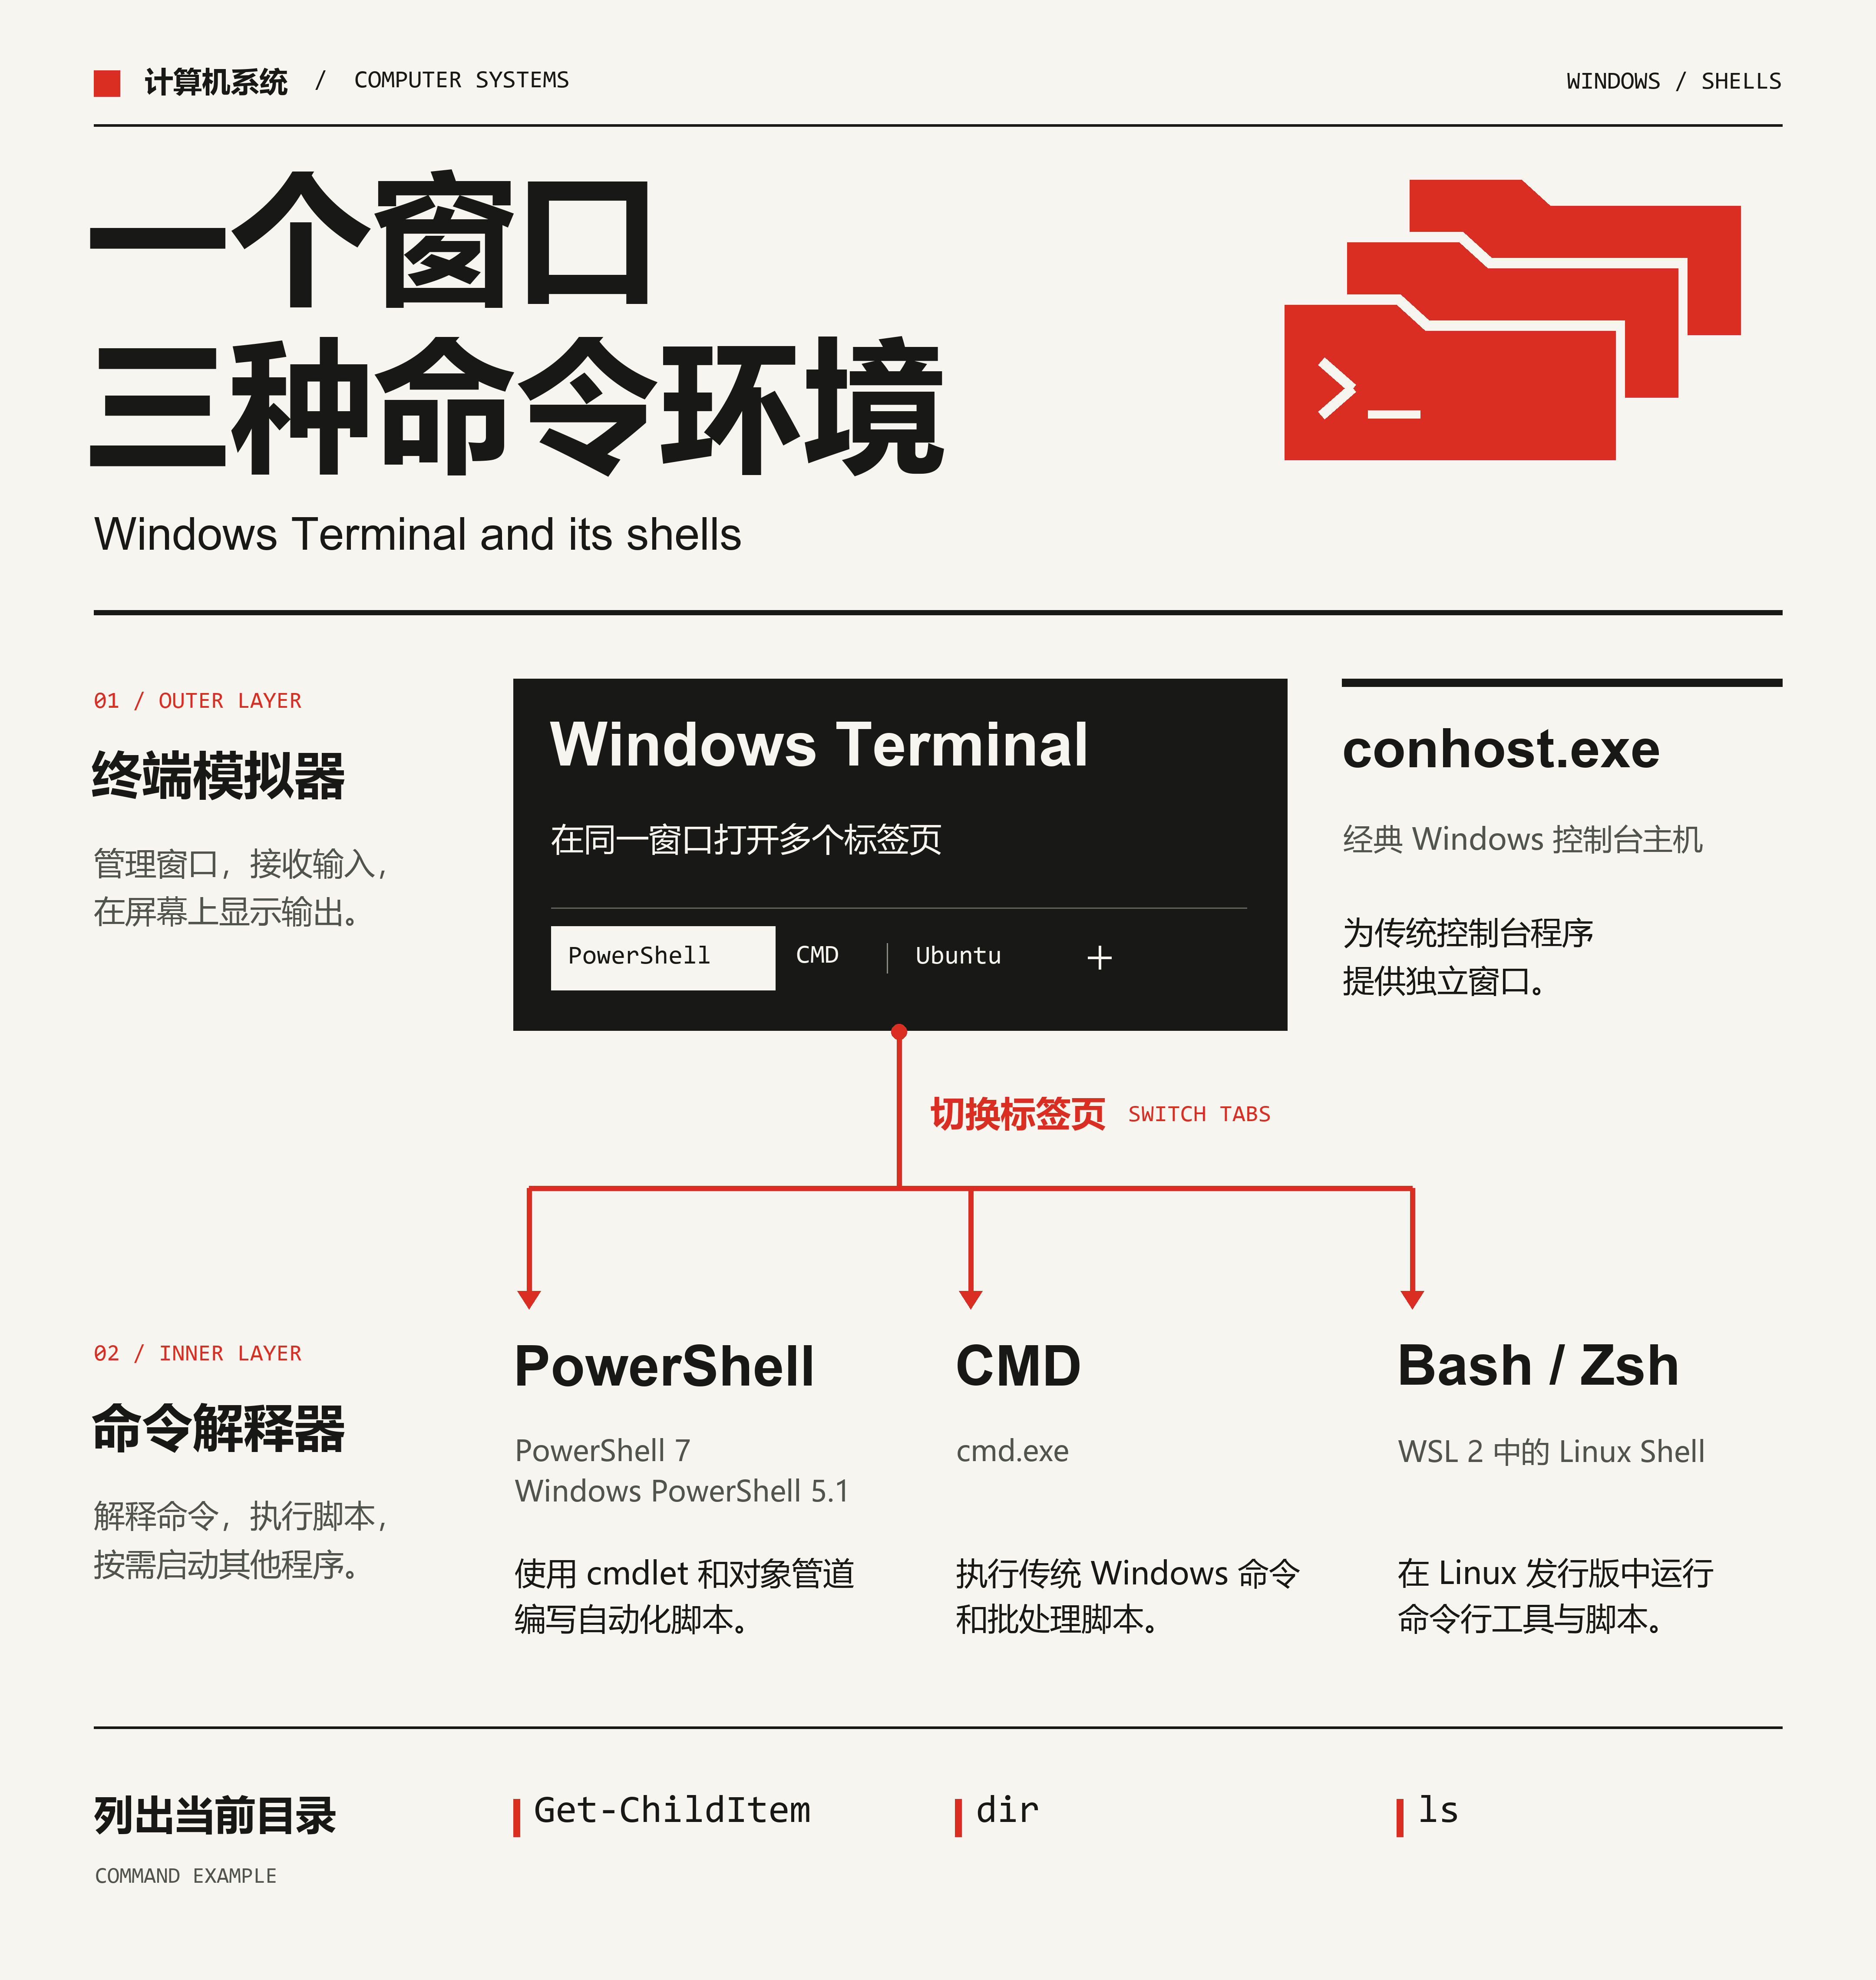 计算机系统 / COMPUTER SYSTEMS
WINDOWS / SHELLS
一个窗口
三种命令环境
Windows Terminal and its shells
>_
01 / OUTER LAYER
终端模拟器
管理窗口，接收输入，
在屏幕上显示输出。
Windows Terminal
在同一窗口打开多个标签页
PowerShell CMD Ubuntu +
conhost.exe
经典 Windows 控制台主机
为传统控制台程序
提供独立窗口。
切换标签页 SWITCH TABS
02 / INNER LAYER
命令解释器
解释命令，执行脚本，
按需启动其他程序。
PowerShell
PowerShell 7
Windows PowerShell 5.1
使用 cmdlet 和对象管道
编写自动化脚本。
CMD
cmd.exe
执行传统 Windows 命令
和批处理脚本。
Bash / Zsh
WSL 2 中的 Linux Shell
在 Linux 发行版中运行
命令行工具与脚本。
列出当前目录
COMMAND EXAMPLE
Get-ChildItem
dir
ls